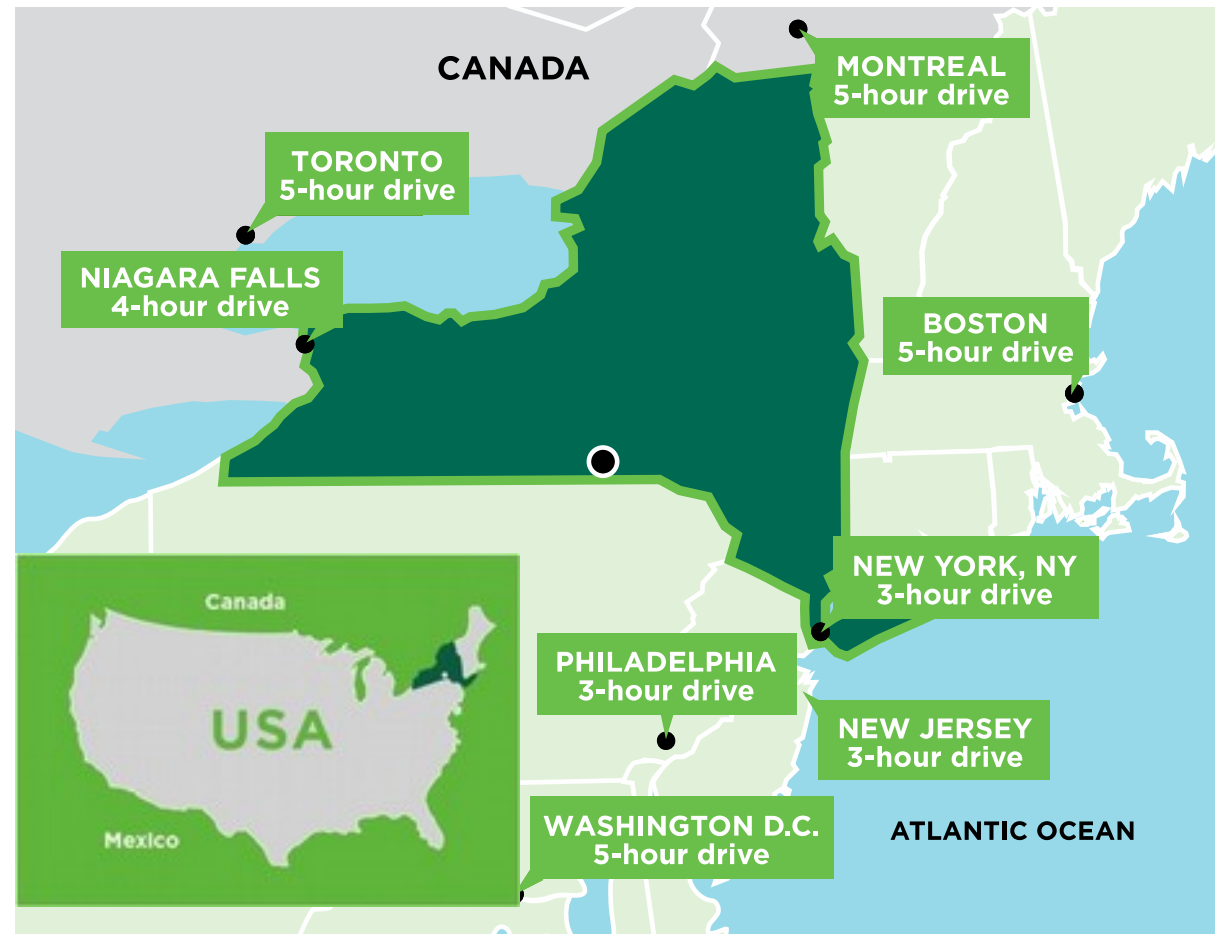 CANADA
MONTREAL
5-hour drive
TORONTO
5-hour drive
NIAGARA FALLS
4-hour drive
BOSTON
5-hour drive
NEW YORK, NY
3-hour drive
PHILADELPHIA
3-hour drive
NEW JERSEY
3-hour drive
WASHINGTON D.C.
5-hour drive
ATLANTIC OCEAN
Canada
USA
Mexico